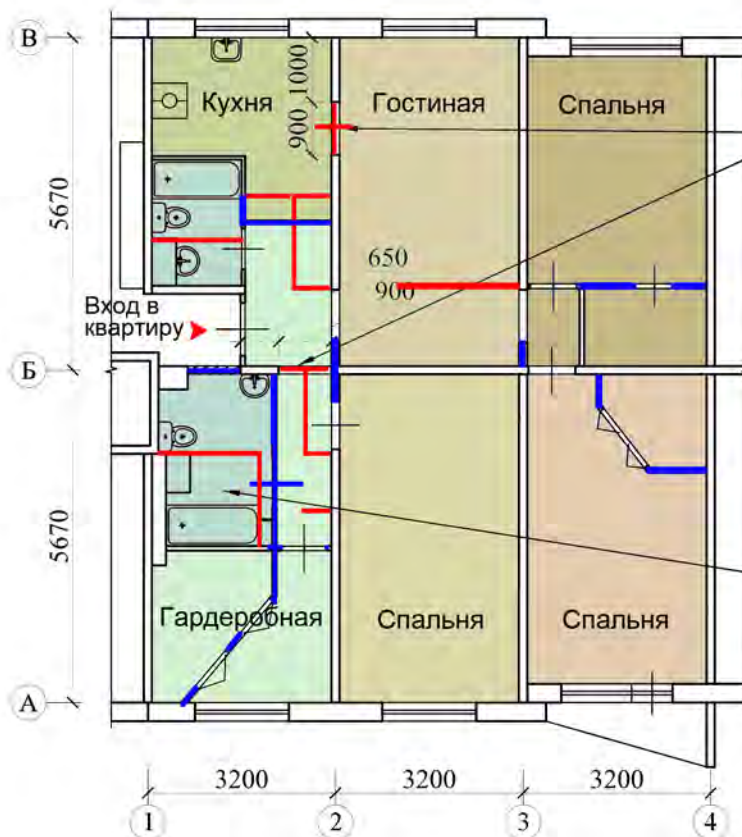 В
1000
Кухня
Гостиная
Спальня
900
5670
650
900
Вход в
квартиру
Б
5670
Гардеробная
Спальня
Спальня
А
3200
3200
3200
1
2
3
4